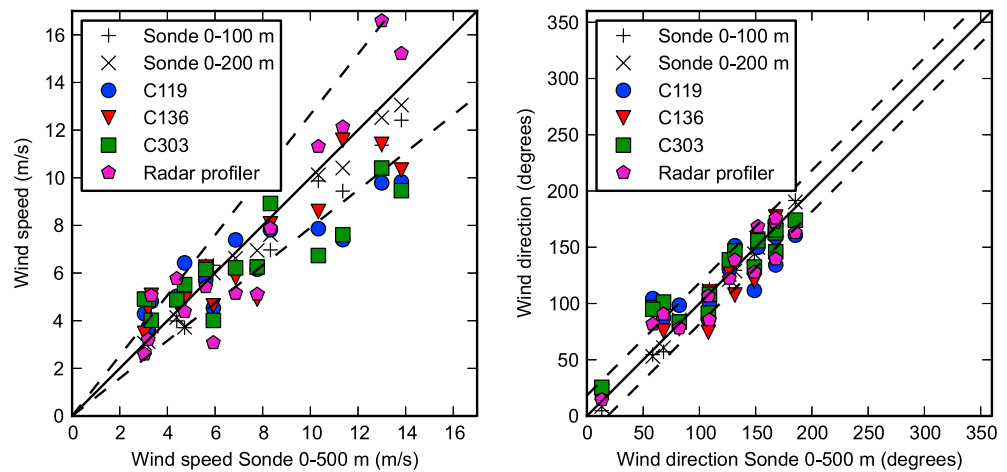 16
14
12
10
8
6
4
2
0
Wind speed (m/s)
Sonde 0-100 m
Sonde 0-200 m
C119
C136
C303
Radar profiler
0 2 4 6 8 10 12 14 16
Wind speed Sonde 0-500 m (m/s)
350
300
250
200
150
100
50
0
Wind direction (degrees)
Sonde 0-100 m
Sonde 0-200 m
C119
C136
C303
Radar profiler
0 50 100 150 200 250 300 350
Wind direction Sonde 0-500 m (degrees)